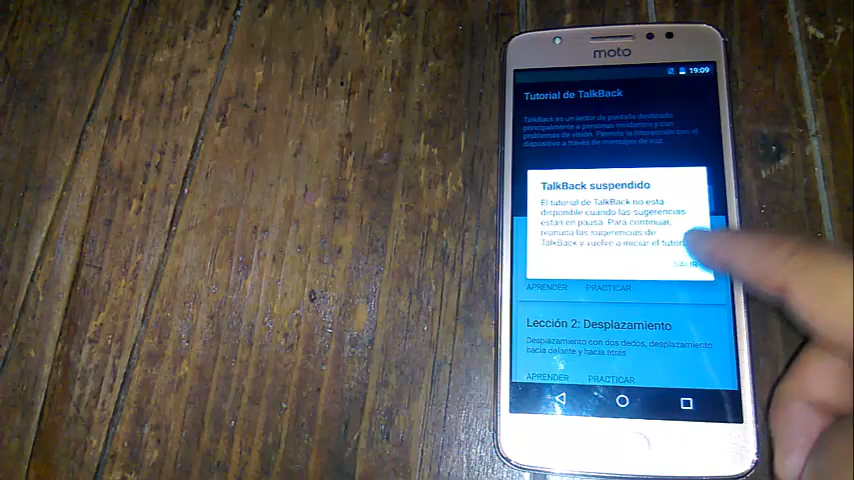 moto
19:09
Tutorial de TalkBack
TalkBack es un lector de pantalla destinado
principalmente a personas invidentes y con
problemas de visión. Permite la interacción con el
dispositivo a través de mensajes de voz.
TalkBack suspendido
El tutorial de TalkBack no está
disponible cuando las sugerencias
están en pausa. Para continuar,
reanuda las sugerencias de
TalkBack y vuelve a iniciar el
SALIR
APRENDER PRACTICAR
Lección 2: Desplazamiento
Desplazamiento con dos dedos, desplazamiento
hacia delante y hacia atrás
APRENDER PRACTICAR